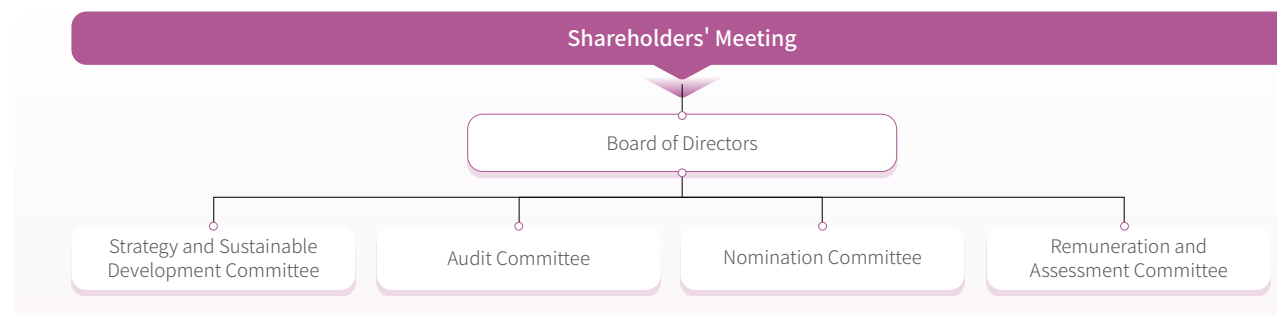 Shareholders' Meeting
Board of Directors
Strategy and Sustainable
Development Committee
Audit Committee
Nomination Committee
Remuneration and
Assessment Committee